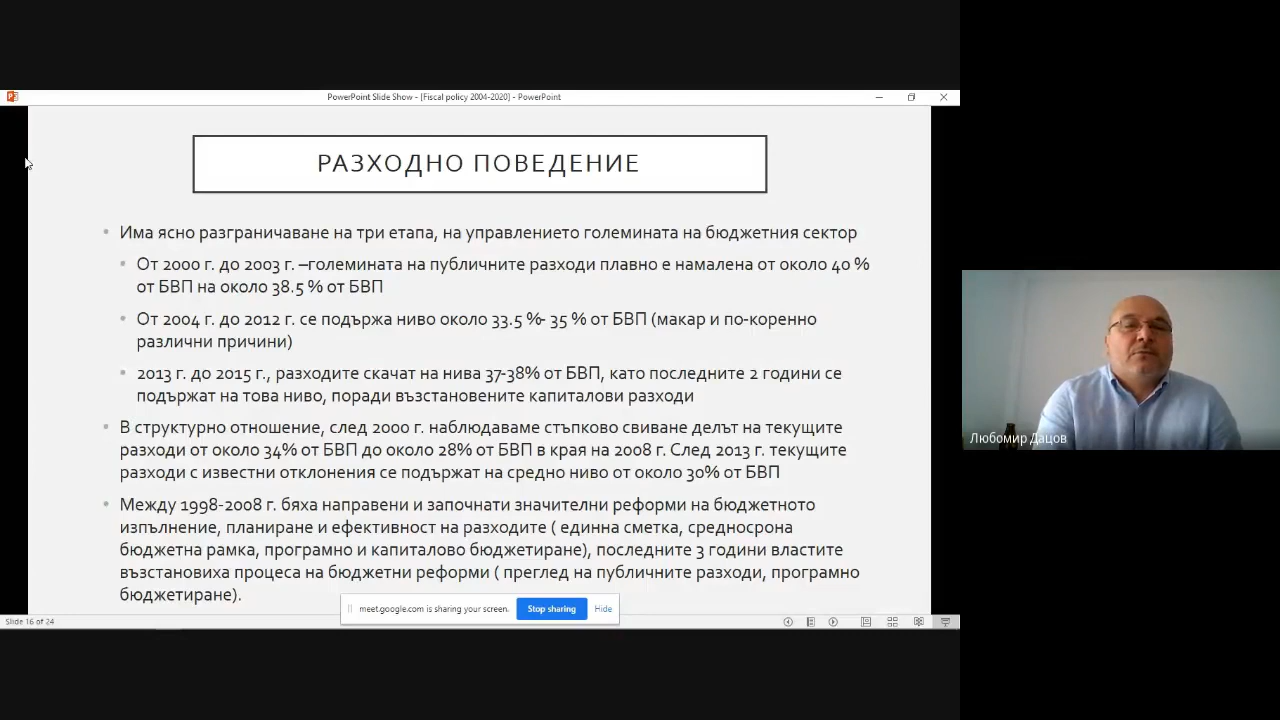 PowerPoint Slide Show - [Fiscal policy 2004-2020] - PowerPoint
РАЗХОДНО ПОВЕДЕНИЕ
Има ясно разграничаване на три етапа, на управлението големината на бюджетния сектор
От 2000 г. до 2003 г. –големината на публичните разходи плавно е намалена от около 40 %
от БВП на около 38.5 % от БВП
От 2004 г. до 2012 г. се подържа ниво около 33.5 %- 35 % от БВП (макар и по-коренно
различни причини)
2013 г. до 2015 г., разходите скачат на нива 37-38% от БВП, като последните 2 години се
подържат на това ниво, поради възстановените капиталови разходи
В структурно отношение, след 2000 г. наблюдаваме стъпково свиване делът на текущите
разходи от около 34% от БВП до около 28% от БВП в края на 2008 г. След 2013 г. текущите
разходи с известни отклонения се подържат на средно ниво от около 30% от БВП
Между 1998-2008 г. бяха направени и започнати значителни реформи на бюджетното
изпълнение, планиране и ефективност на разходите ( единна сметка, средносрона
бюджетна рамка, програмно и капиталово бюджетиране), последните 3 години властите
възстановиха процеса на бюджетни реформи ( преглед на публичните разходи, програмно
бюджетиране).
meet.google.com is sharing your screen.
Stop sharing
Hide
Slide 16 of 24
Любомир Дацов